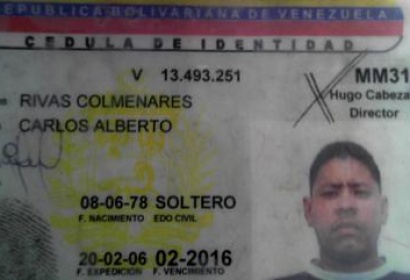 REPUBLICA BOLIVARIANA DE VENEZUELA
CEDULA DE IDENTIDAD
V 13.493.251
MM31
RIVAS COLMENARES
Hugo Cabeza
CARLOS ALBERTO
Director
08-06-78 SOLTERO
F. NACIMIENTO EDO CIVIL
20-02-06 02-2016
F. EXPEDICION F. VENCIMIENTO